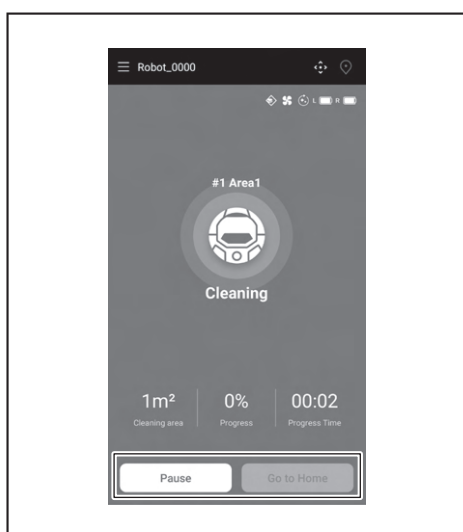 Robot_0000
L R
#1 Area1
Cleaning
1m² 0% 00:02
Cleaning area Progress Progress Time
Pause Go to Home